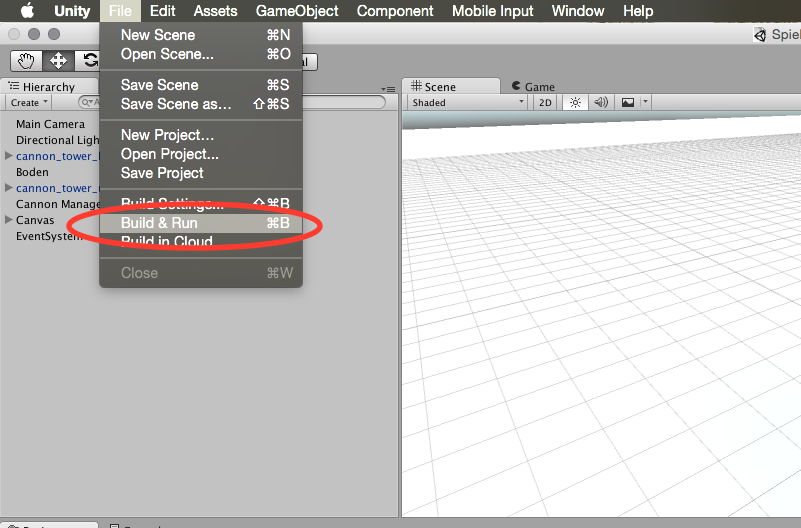 Unity File Edit Assets GameObject Component Mobile Input Window Help
Spiel
Hierarchy
Create
Main Camera
Directional Ligh
cannon_tower_
Boden
cannon_tower_
Cannon Manage
Canvas
EventSystem
New Scene ⌘N
Open Scene... ⌘O
Save Scene ⌘S
Save Scene as... ⇧⌘S
New Project...
Open Project...
Save Project
Build Settings... ⇧⌘B
Build & Run ⌘B
Build in Cloud
Close ⌘W
Scene Game
Shaded 2D